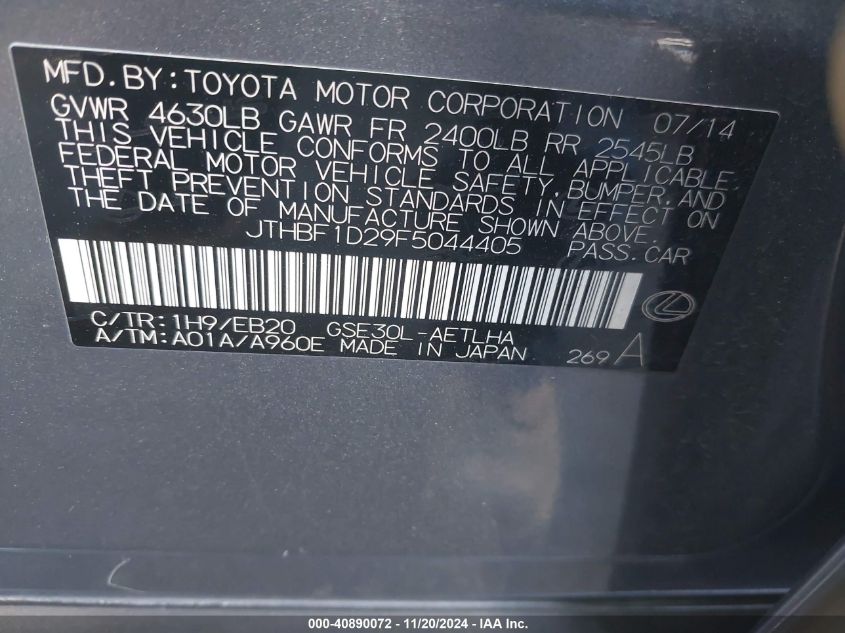 MFD.BY:TOYOTA MOTOR CORPORATION 07/14
GVWR 4630LB GAWR FR 2400LB RR 2545LB
THIS VEHICLE CONFORMS TO ALL APPLICABLE
FEDERAL MOTOR VEHICLE SAFETY,BUMPER,AND
THEFT PREVENTION STANDARDS IN EFFECT ON
THE DATE OF MANUFACTURE SHOWN ABOVE.
JTHBF1D29F5044405 PASS.CAR
C/TR:1H9/EB20 GSE30L-AETLHA
A/TM:A01A/A960E MADE IN JAPAN 269 A
000-40890072 - 11/20/2024 - IAA Inc.